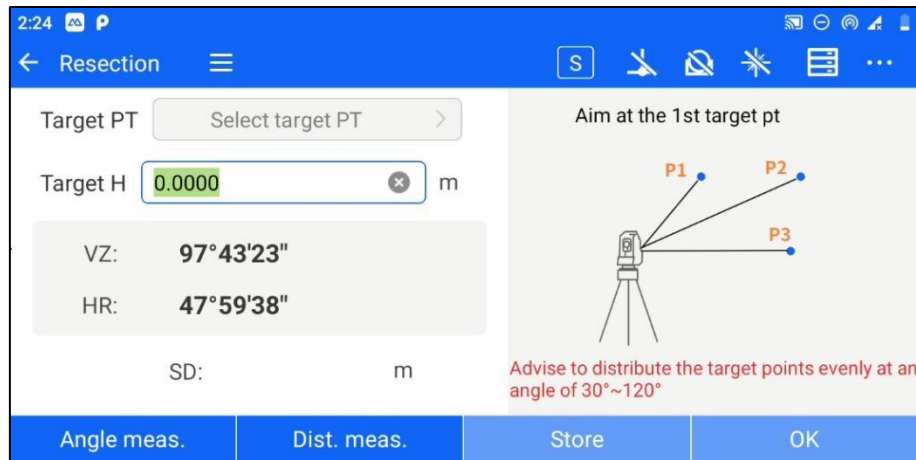 2:24
Resection
S
Target PT Select target PT
Target H 0.0000 m
VZ: 97°43'23"
HR: 47°59'38"
SD: m
Aim at the 1st target pt
P1
P2
P3
Advise to distribute the target points evenly at an
angle of 30°~120°
Angle meas. Dist. meas. Store OK